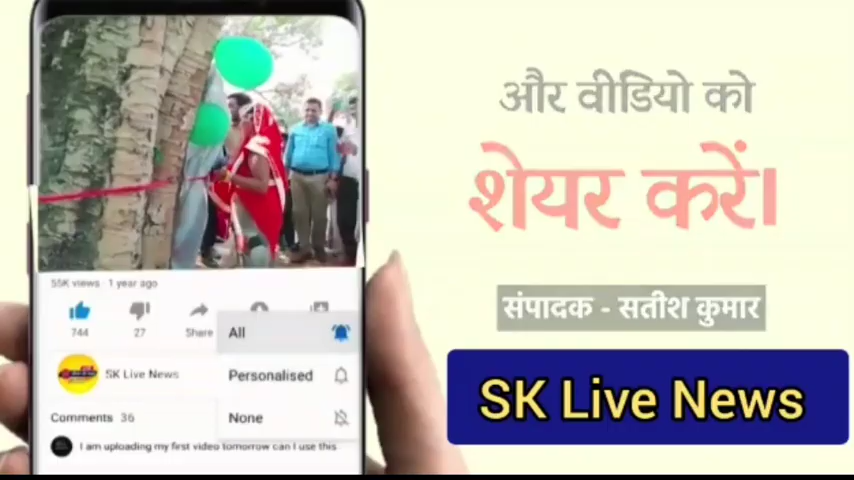 और वीडियो को
शेयर करें।
संपादक - सतीश कुमार
SK Live News
55K views · 1 year ago
744
27
Share
All
Personalised
None
SK Live News
Comments 36
I am uploading my first video tomorrow can I use this